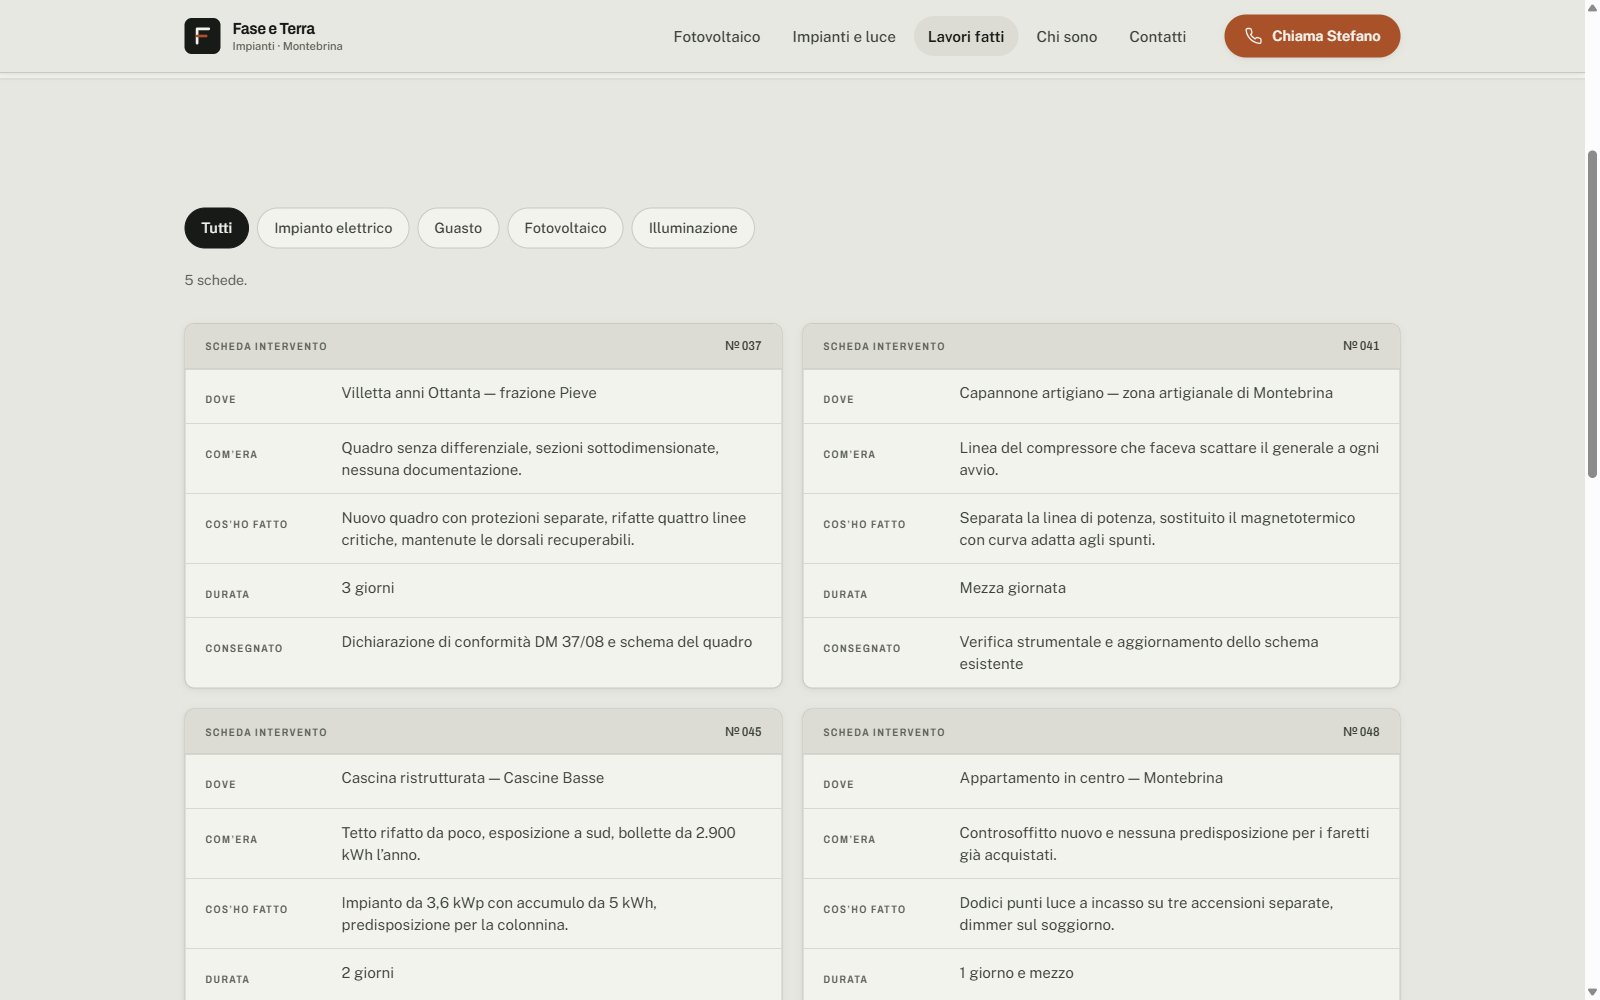 Fase e Terra
Impianti · Montebrina
Fotovoltaico
Impianti e luce
Lavori fatti
Chi sono
Contatti
Chiama Stefano
Tutti
Impianto elettrico
Guasto
Fotovoltaico
Illuminazione
5 schede.
SCHEDA INTERVENTO
Nº 037
DOVE
Villetta anni Ottanta — frazione Pieve
COM'ERA
Quadro senza differenziale, sezioni sottodimensionate,
nessuna documentazione.
COS'HO FATTO
Nuovo quadro con protezioni separate, rifatte quattro linee
critiche, mantenute le dorsali recuperabili.
DURATA
3 giorni
CONSEGNATO
Dichiarazione di conformità DM 37/08 e schema del quadro
SCHEDA INTERVENTO
Nº 041
DOVE
Capannone artigiano — zona artigianale di Montebrina
COM'ERA
Linea del compressore che faceva scattare il generale a ogni
avvio.
COS'HO FATTO
Separata la linea di potenza, sostituito il magnetotermico
con curva adatta agli spunti.
DURATA
Mezza giornata
CONSEGNATO
Verifica strumentale e aggiornamento dello schema
esistente
SCHEDA INTERVENTO
Nº 045
DOVE
Cascina ristrutturata — Cascine Basse
COM'ERA
Tetto rifatto da poco, esposizione a sud, bollette da 2.900
kWh l’anno.
COS'HO FATTO
Impianto da 3,6 kWp con accumulo da 5 kWh,
predisposizione per la colonnina.
DURATA
2 giorni
SCHEDA INTERVENTO
Nº 048
DOVE
Appartamento in centro — Montebrina
COM'ERA
Controsoffitto nuovo e nessuna predisposizione per i faretti
già acquistati.
COS'HO FATTO
Dodici punti luce a incasso su tre accensioni separate,
dimmer sul soggiorno.
DURATA
1 giorno e mezzo